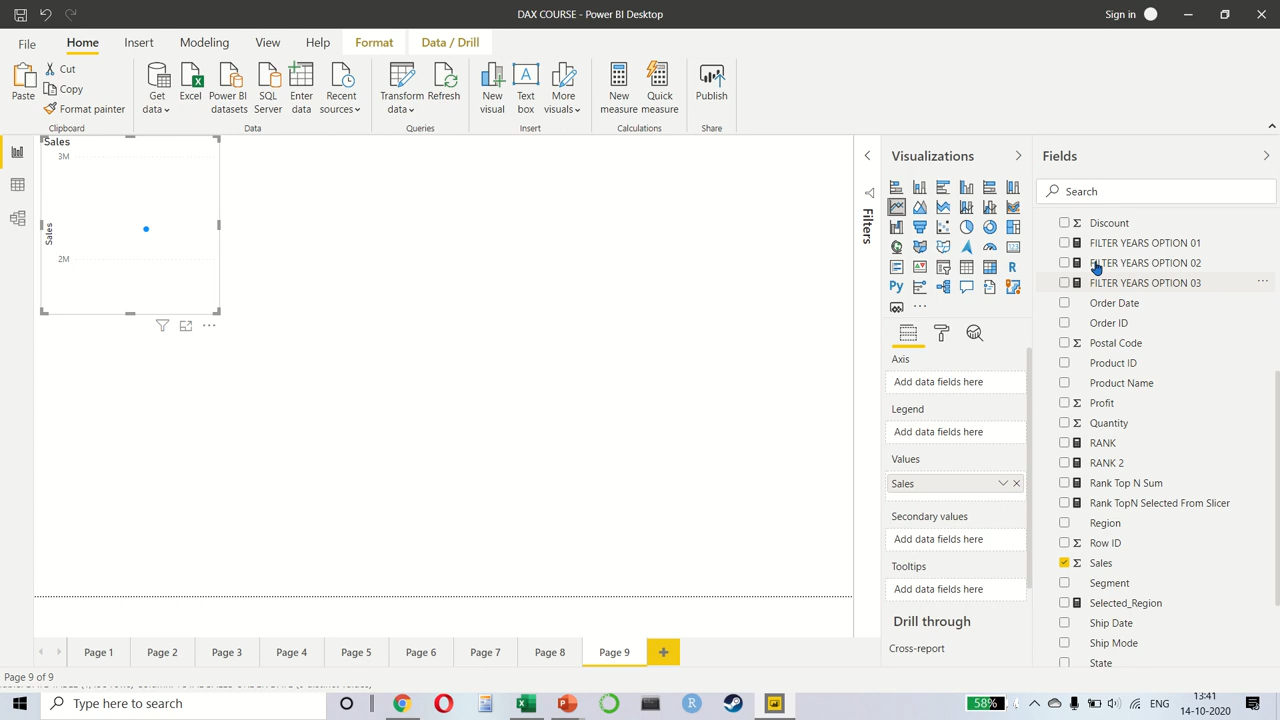 DAX COURSE - Power BI Desktop
Sign in
File
Home
Insert
Modeling
View
Help
Format
Data / Drill
Paste
Cut
Copy
Format painter
Clipboard
Get data
Excel
Power BI datasets
SQL Server
Enter data
Recent sources
Data
Transform data
Refresh
Queries
New visual
Text box
More visuals
Insert
New measure
Quick measure
Calculations
Publish
Share
Sales
3M
Sales
2M
Filters
Visualizations
R
Py
Axis
Add data fields here
Legend
Add data fields here
Values
Sales
Secondary values
Add data fields here
Tooltips
Add data fields here
Drill through
Cross-report
Fields
Search
Discount
FILTER YEARS OPTION 01
FILTER YEARS OPTION 02
FILTER YEARS OPTION 03
Order Date
Order ID
Postal Code
Product ID
Product Name
Profit
Quantity
RANK
RANK 2
Rank Top N Sum
Rank TopN Selected From Slicer
Region
Row ID
Sales
Segment
Selected_Region
Ship Date
Ship Mode
State
Page 1
Page 2
Page 3
Page 4
Page 5
Page 6
Page 7
Page 8
Page 9
Page 9 of 9
Type here to search
58%
ENG
13:41
14-10-2020